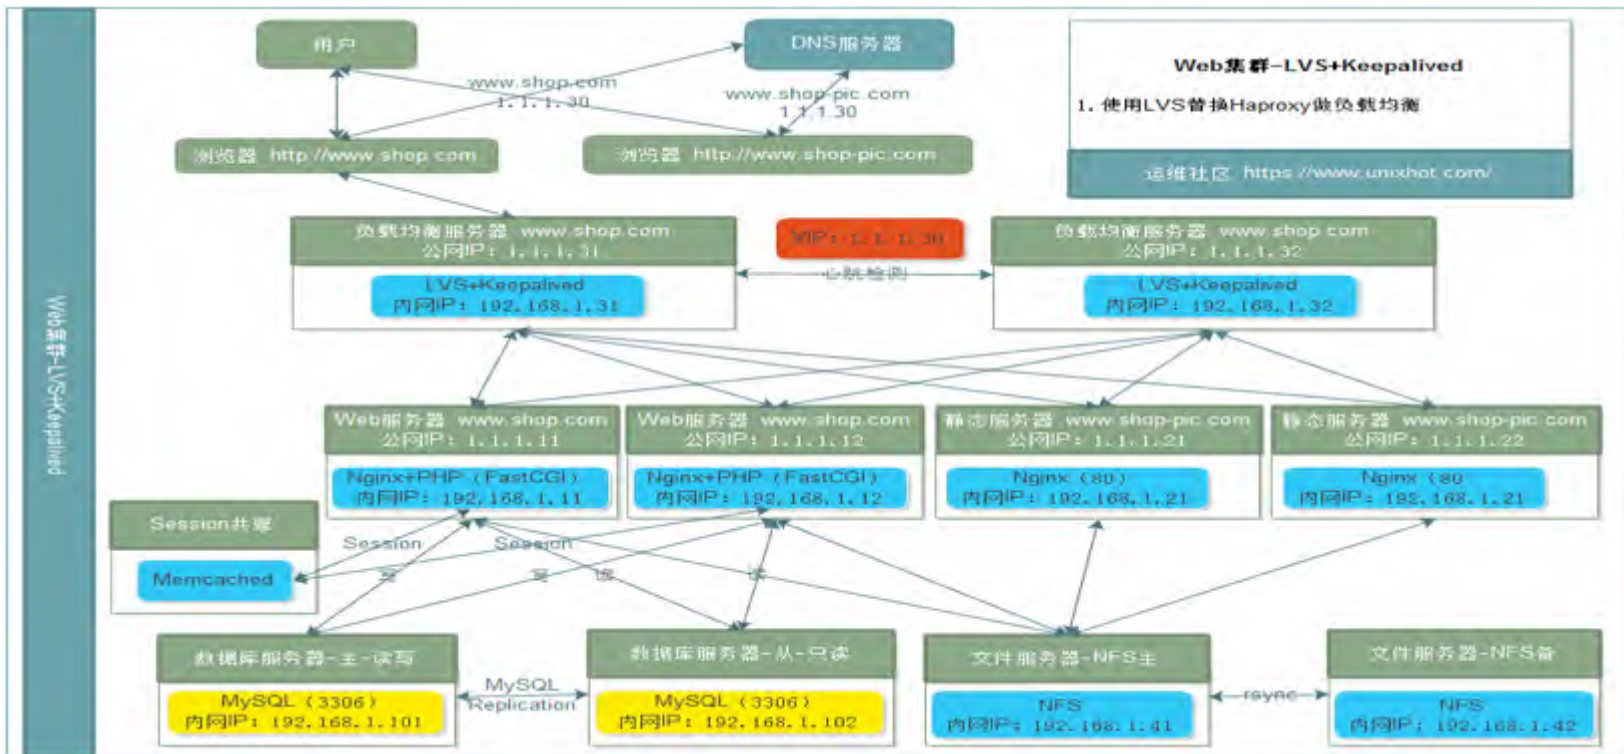 Web集群-LVS+Keepalived
用户
DNS服务器
www.shop.com
1.1.1.30
www.shop-pic.com
1.1.1.30
浏览器 http://www.shop.com
浏览器 http://www.shop-pic.com
Web集群-LVS+Keepalived
1.使用LVS替换Haproxy做负载均衡
运维社区 https://www.unixhot.com/
负载均衡服务器 www.shop.com
公网IP: 1.1.1.31
LVS+Keepalived
内网IP: 192.168.1.31
VIP: 1.1.1.30
心跳检测
负载均衡服务器 www.shop.com
公网IP: 1.1.1.32
LVS+Keepalived
内网IP: 192.168.1.32
Web服务器 www.shop.com
公网IP: 1.1.1.11
Nginx+PHP (FastCGI)
内网IP: 192.168.1.11
Web服务器 www.shop.com
公网IP: 1.1.1.12
Nginx+PHP (FastCGI)
内网IP: 192.168.1.12
静态服务器 www.shop-pic.com
公网IP: 1.1.1.21
Nginx (80)
内网IP: 192.168.1.21
静态服务器 www.shop-pic.com
公网IP: 1.1.1.22
Nginx (80
内网IP: 192.168.1.21
Session共享
Memcached
Session
Session
写
写
读
读
数据库服务器-主-读写
MySQL (3306)
内网IP: 192.168.1.101
MySQL
Replication
数据库服务器-从-只读
MySQL (3306)
内网IP: 192.168.1.102
文件服务器-NFS主
NFS
内网IP: 192.168.1.41
rsync
文件服务器-NFS备
NFS
内网IP: 192.168.1.42